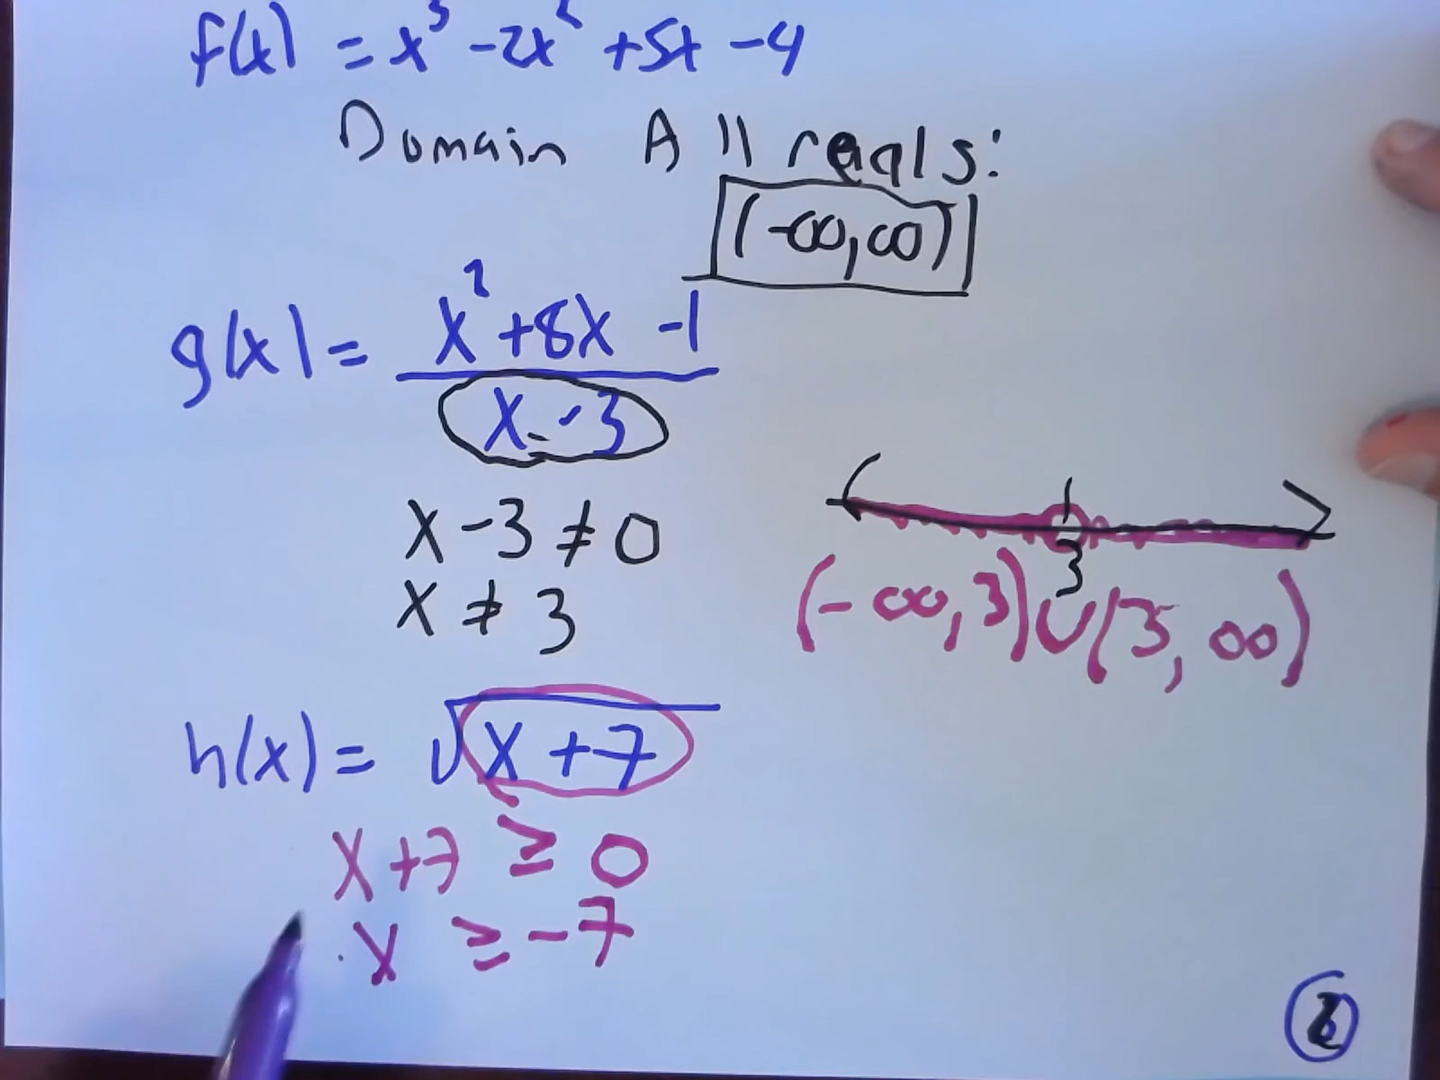 f(x) = x³ - 2x² + 5x - 4
Domain All reals:
(-∞,∞)
g(x) = x² + 8x - 1
x - 3
x - 3 ≠ 0
x ≠ 3
3
(-∞, 3) ∪ (3, ∞)
h(x) = √x + 7
x + 7 ≥ 0
x ≥ -7